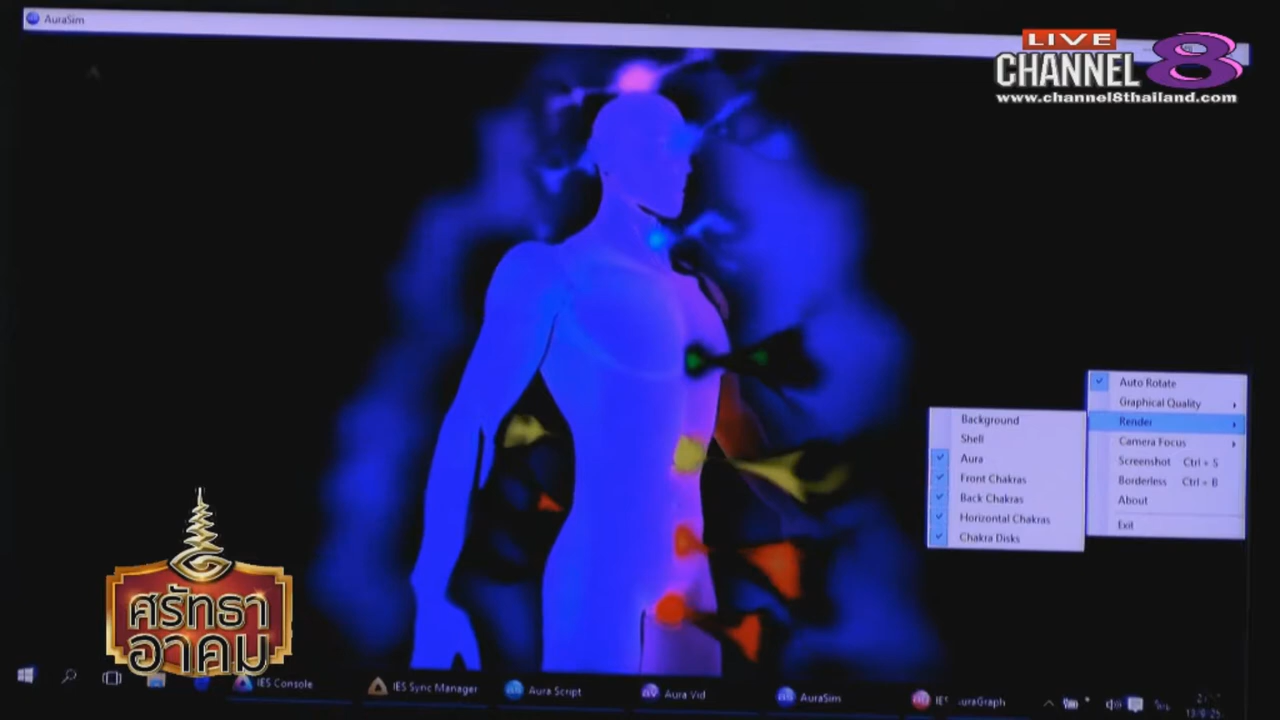 AuraSim
LIVE
CHANNEL 8
www.channel8thailand.com
Auto Rotate
Graphical Quality
Render
Camera Focus
Screenshot Ctrl + S
Borderless Ctrl + B
About
Exit
Background
Shell
Aura
Front Chakras
Back Chakras
Horizontal Chakras
Chakra Disks
ศรัทธา
อาคม
IES Console
IES Sync Manager
Aura Script
Aura Vid
AuraSim